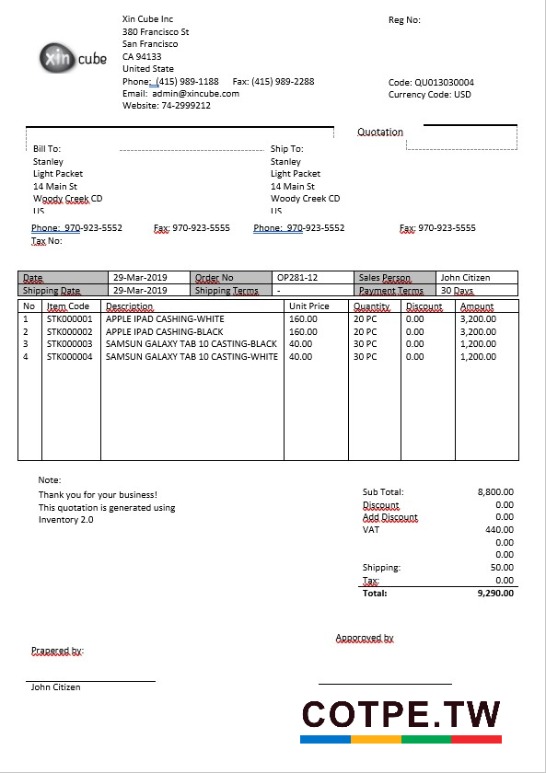 xin cube
Xin Cube Inc
380 Francisco St
San Francisco
CA 94133
United State
Phone: (415) 989-1188 Fax: (415) 989-2288
Email: admin@xincube.com
Website: 74-2999212
Reg No:
Code: QU013030004
Currency Code: USD
Quotation
Bill To:
Stanley
Light Packet
14 Main St
Woody Creek CD
US
Phone: 970-923-5552 Fax: 970-923-5555
Tax No:
Ship To:
Stanley
Light Packet
14 Main St
Woody Creek CD
US
Phone: 970-923-5552 Fax: 970-923-5555
Date 29-Mar-2019 Order No OP281-12 Sales Person John Citizen
Shipping Date 29-Mar-2019 Shipping Terms - Payment Terms 30 Days
No Item Code Description Unit Price Quantity Discount Amount
1 STK000001 APPLE IPAD CASHING-WHITE 160.00 20 PC 0.00 3,200.00
2 STK000002 APPLE IPAD CASHING-BLACK 160.00 20 PC 0.00 3,200.00
3 STK000003 SAMSUN GALAXY TAB 10 CASTING-BLACK 40.00 30 PC 0.00 1,200.00
4 STK000004 SAMSUN GALAXY TAB 10 CASTING-WHITE 40.00 30 PC 0.00 1,200.00
Note:
Thank you for your business!
This quotation is generated using
Inventory 2.0
Sub Total: 8,800.00
Discount 0.00
Add Discount 0.00
VAT 440.00
0.00
0.00
Shipping: 50.00
Tax: 0.00
Total: 9,290.00
Prapered by:
Apporoved by
John Citizen
COTPE.TW